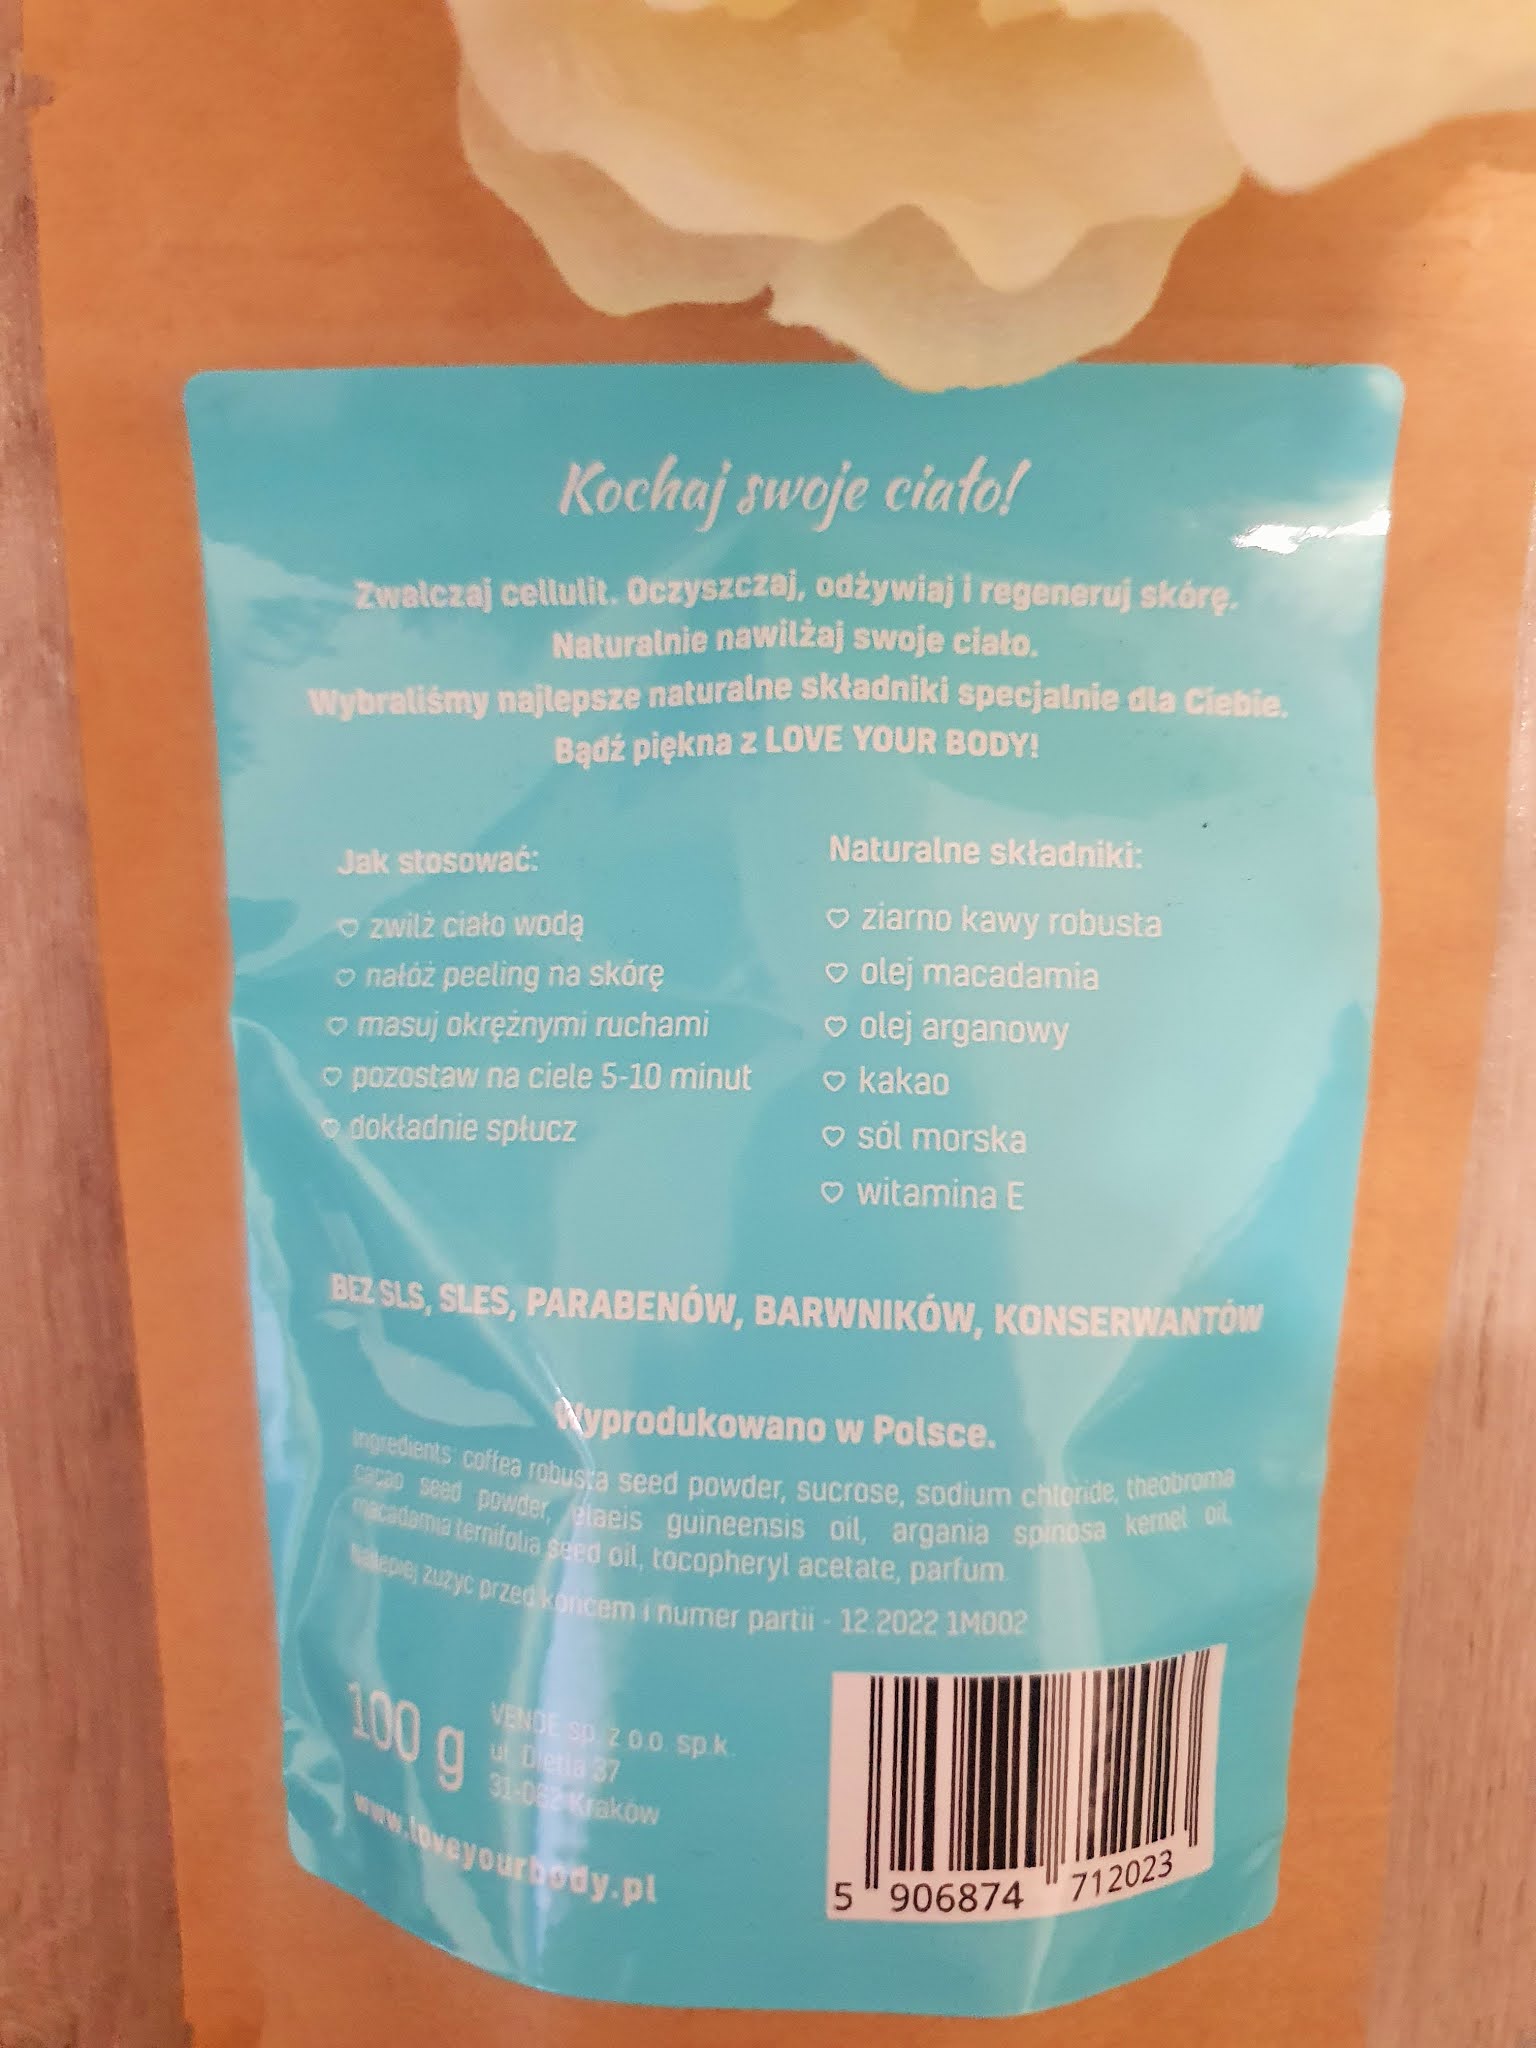 Kochaj swoje ciało!
Zwalczaj cellulit. Oczyszczaj, odżywiaj i regeneruj skórę.
Naturalnie nawilżaj swoje ciało.
Wybraliśmy najlepsze naturalne składniki specjalnie dla Ciebie.
Bądź piękna z LOVE YOUR BODY!
Jak stosować:
zwilż ciało wodą
nałóż peeling na skórę
masuj okrężnymi ruchami
pozostaw na ciele 5-10 minut
dokładnie spłucz
Naturalne składniki:
ziarno kawy robusta
olej macadamia
olej arganowy
kakao
sól morska
witamina E
BEZ SLS, SLES, PARABENÓW, BARWNIKÓW, KONSERWANTÓW
Wyprodukowano w Polsce.
Ingredients: coffea robusta seed powder, sucrose, sodium chloride, theobroma
cacao seed powder, elaeis guineensis oil, argania spinosa kernel oil,
macadamia ternifolia seed oil, tocopheryl acetate, parfum.
Najlepiej zużyć przed końcem i numer partii - 12.2022 1M002
100 g
VENDE sp. z o.o. sp.k.
ul. Dietla 37
31-062 Kraków
www.loveyourbody.pl
5 906874 712023